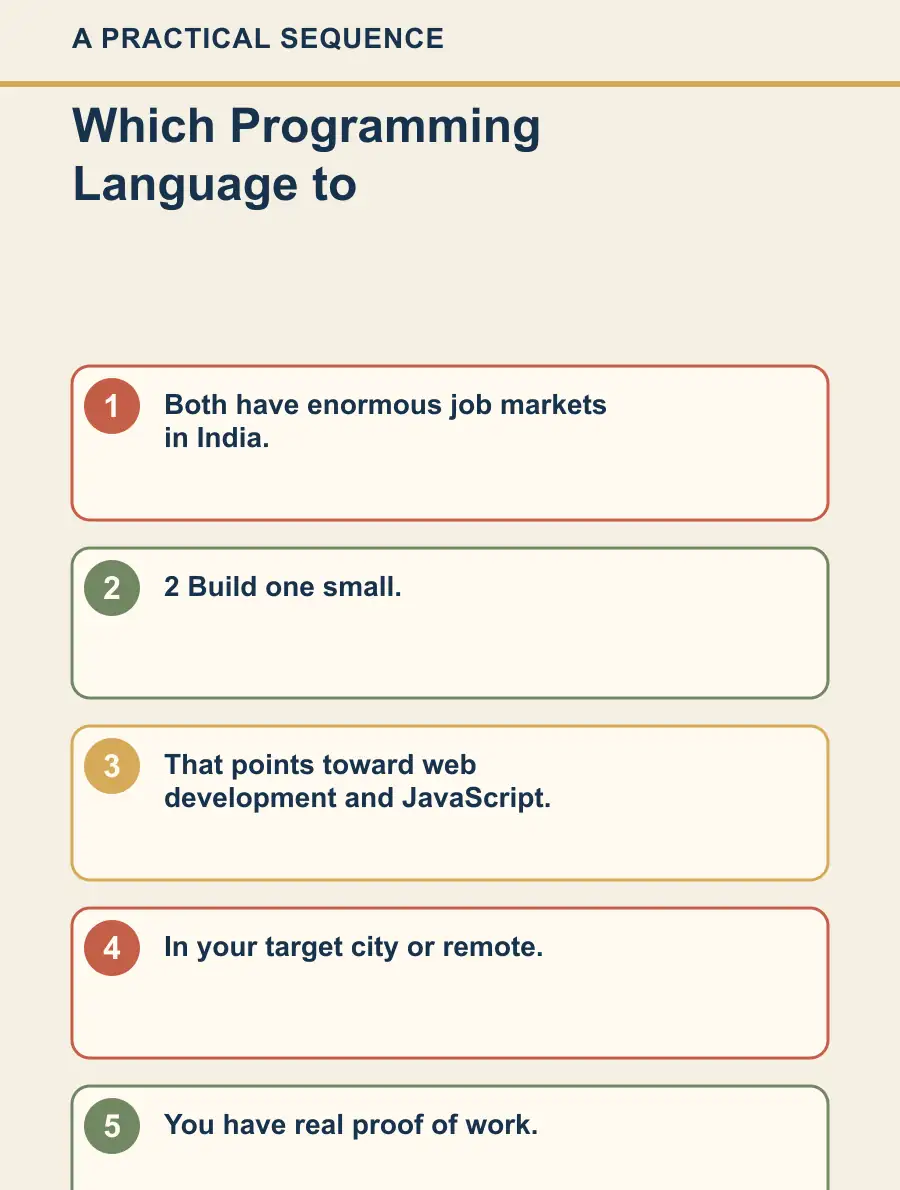 A PRACTICAL SEQUENCE
Which Programming
Language to
1
Both have enormous job markets
in India.
2
2 Build one small.
3
That points toward web
development and JavaScript.
4
In your target city or remote.
5
You have real proof of work.